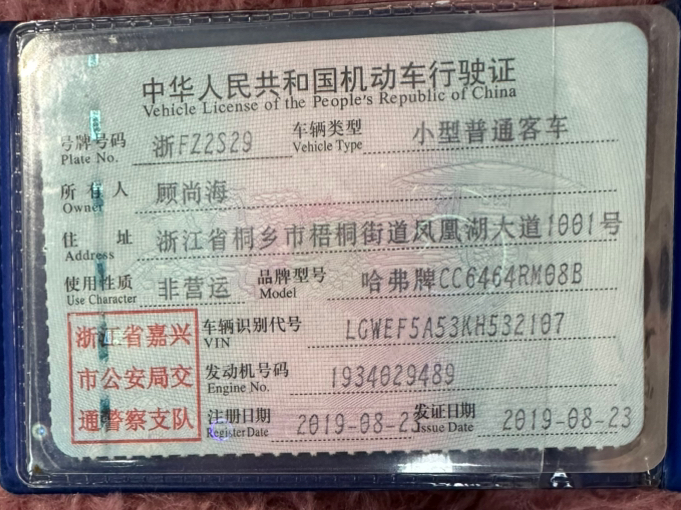 中华人民共和国机动车行驶证
Vehicle License of the People's Republic of China
号牌号码 浙FZ2S29 车辆类型 小型普通客车
Plate No. Vehicle Type
所有人 顾尚海
Owner
住址 浙江省桐乡市梧桐街道凤凰湖大道1001号
Address
使用性质 非营运 品牌型号 哈弗牌CC6464RM08B
Use Character Model
浙江省嘉兴
市公安局交
通警察支队
车辆识别代号 LGWEF5A53KH532107
VIN
发动机号码 1934029489
Engine No.
注册日期 2019-08-23 发证日期 2019-08-23
Register Date Issue Date